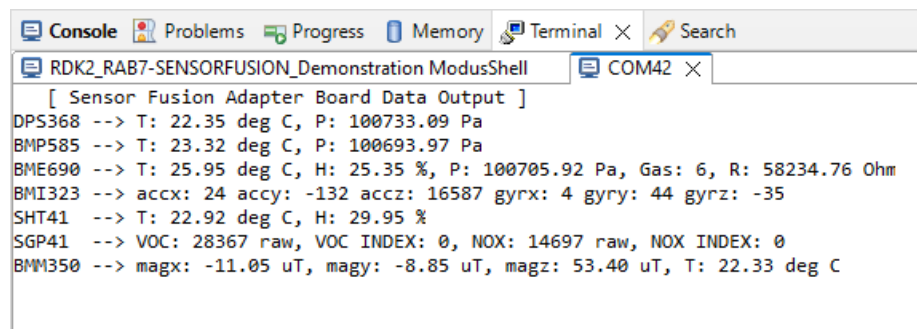 Console Problems Progress Memory Terminal Search
RDK2_RAB7-SENSORFUSION_Demonstration ModusShell COM42
[ Sensor Fusion Adapter Board Data Output ]
DPS368 --> T: 22.35 deg C, P: 100733.09 Pa
BMP585 --> T: 23.32 deg C, P: 100693.97 Pa
BME690 --> T: 25.95 deg C, H: 25.35 %, P: 100705.92 Pa, Gas: 6, R: 58234.76 Ohm
BMI323 --> accx: 24 accy: -132 accz: 16587 gyrx: 4 gyry: 44 gyrz: -35
SHT41  --> T: 22.92 deg C, H: 29.95 %
SGP41  --> VOC: 28367 raw, VOC INDEX: 0, NOX: 14697 raw, NOX INDEX: 0
BMM350 --> magx: -11.05 uT, magy: -8.85 uT, magz: 53.40 uT, T: 22.33 deg C